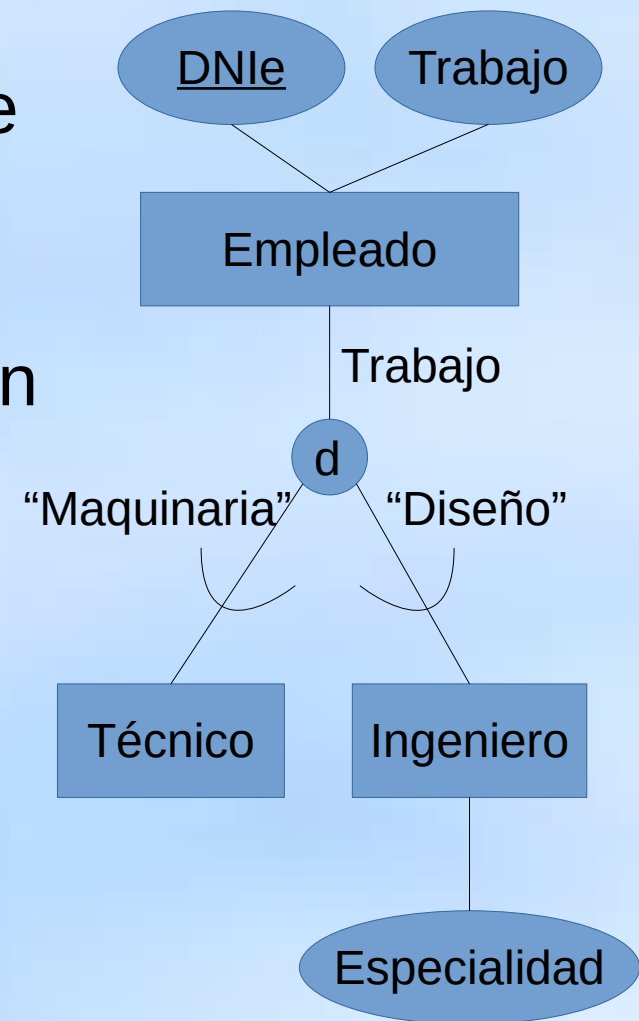 DNIe Trabajo
e
Empleado
n
Trabajo
d
“Maquinaria” “Diseño”
Técnico Ingeniero
Especialidad